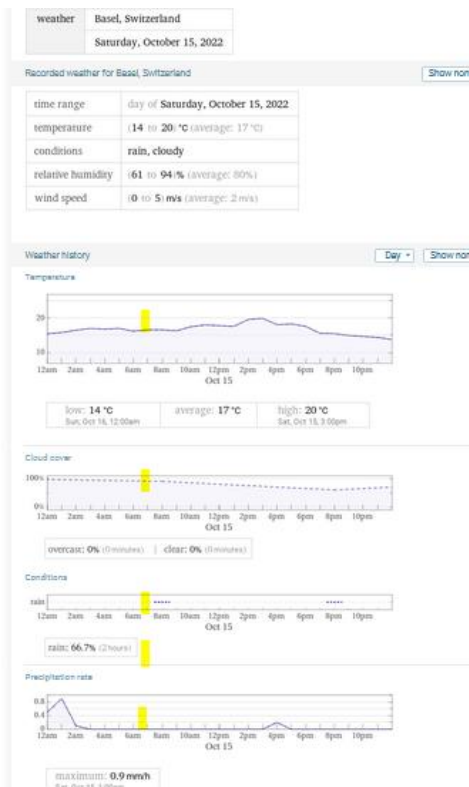 weather
Basel, Switzerland
Saturday, October 15, 2022
Recorded weather for Basel, Switzerland
Show non
time range
day of Saturday, October 15, 2022
temperature
(14 to 20) °C (average: 17 °C)
conditions
rain, cloudy
relative humidity
(61 to 94)% (average: 80%)
wind speed
(0 to 5) m/s (average: 2 m/s)
Weather history
Day
Show non
Temperature
20
10
12am 2am 4am 6am 8am 10am 12pm 2pm 4pm 6pm 8pm 10pm
Oct 15
low: 14 °C
Sun, Oct 16, 12:00am
average: 17 °C
high: 20 °C
Sat, Oct 15, 3:00pm
Cloud cover
100%
0%
12am 2am 4am 6am 8am 10am 12pm 2pm 4pm 6pm 8pm 10pm
Oct 15
overcast: 0% (0 minutes) | clear: 0% (0 minutes)
Conditions
rain
12am 2am 4am 6am 8am 10am 12pm 2pm 4pm 6pm 8pm 10pm
Oct 15
rain: 66.7% (2 hours)
Precipitation rate
0.8
0.4
0
12am 2am 4am 6am 8am 10am 12pm 2pm 4pm 6pm 8pm 10pm
Oct 15
maximum: 0.9 mm/h
Sat, Oct 15, 1:00am